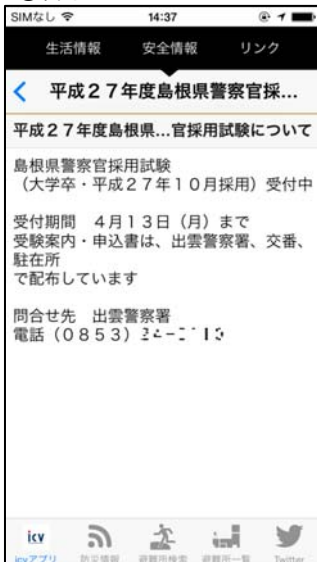 SIMなし 14:37
生活情報 安全情報 リンク
平成２７年度島根県警察官採...
平成２７年度島根県...官採用試験について
島根県警察官採用試験
（大学卒・平成２７年１０月採用）受付中
受付期間　４月１３日（月）まで
受験案内・申込書は、出雲警察署、交番、
駐在所
で配布しています
問合せ先　出雲警察署
電話（０８５３）
icv
icvアプリ 防災情報 避難所検索 避難所一覧 Twitter